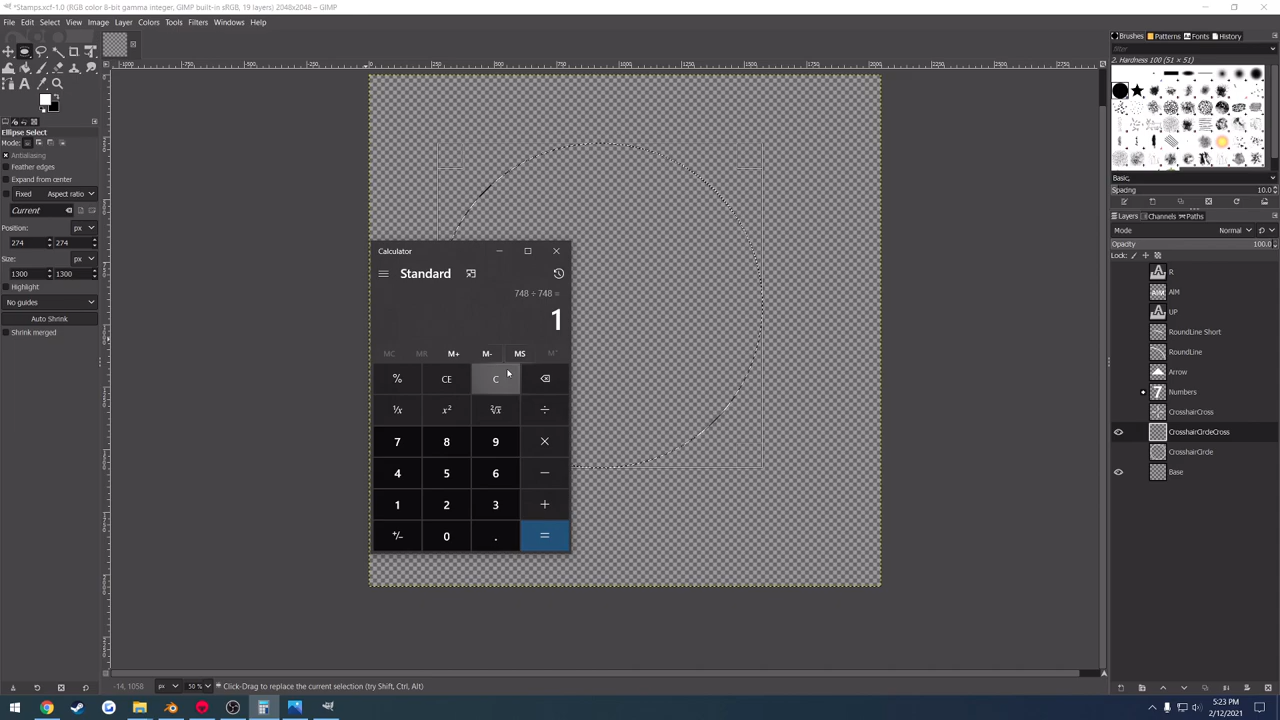 *Stamps.xcf-1 (RGB color 8-bit gamma integer, GIMP built-in sRGB, 19 layers) 2048x2048 – GIMP
File Edit Select View Image Layer Colors Tools Filters Windows Help
Brushes Patterns Fonts History
filter
2. Hardness 100 (51 × 51)
Basic,
Spacing 10.0
Layers Channels Paths
Mode Normal
Opacity 100.0
Lock:
R
AIM
UP
RoundLine Short
RoundLine
Arrow
Numbers
CrosshairCross
CrosshairCirdeCross
CrosshairCirde
Base
Ellipse Select
Mode:
Antialiasing
Feather edges
Expand from center
Fixed Aspect ratio
Current
Position: px
274 274
Size: px
1300 1300
Highlight
No guides
Auto Shrink
Shrink merged
Calculator
Standard
748 ÷ 748 =
1
MC MR M+ M- MS M˅
% CE C
¹/x x² ²√x ÷
7 8 9 ×
4 5 6 −
1 2 3 +
+/− 0 . =
-14, 1058 px 50 % Click-Drag to replace the current selection (try Shift, Ctrl, Alt)
5:23 PM
2/12/2021